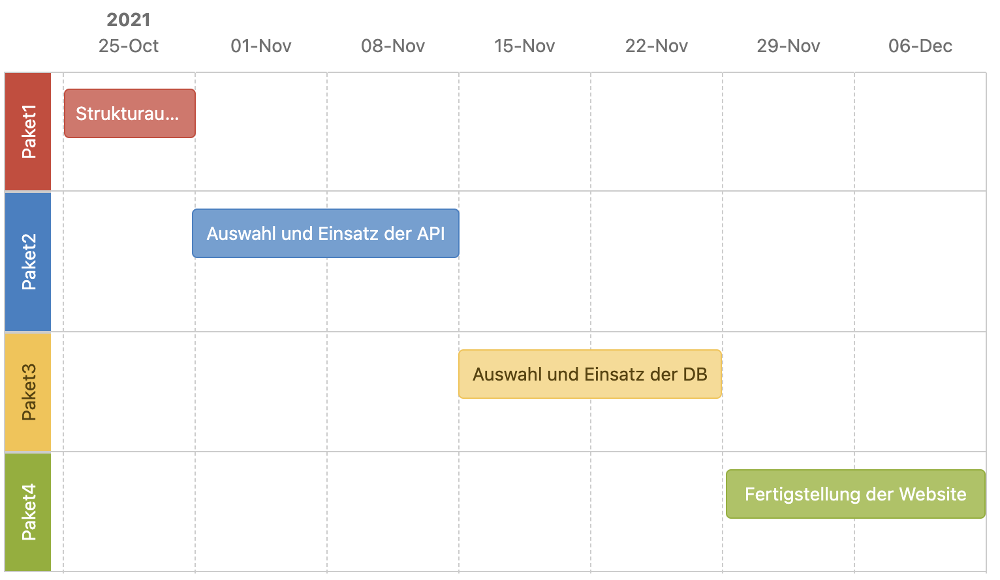 2021
25-Oct 01-Nov 08-Nov 15-Nov 22-Nov 29-Nov 06-Dec
Paket1
Strukturau...
Paket2
Auswahl und Einsatz der API
Paket3
Auswahl und Einsatz der DB
Paket4
Fertigstellung der Website